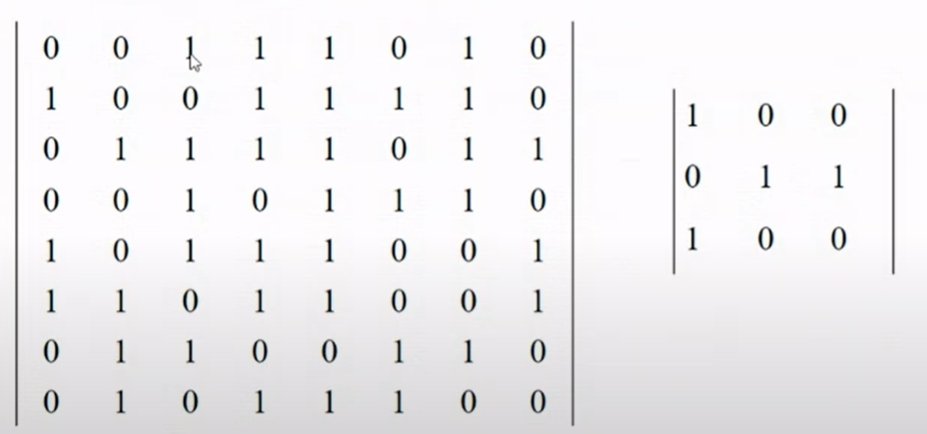 0 0 1 1 1 0 1 0
1 0 0 1 1 1 1 0
0 1 1 1 1 0 1 1
0 0 1 0 1 1 1 0
1 0 1 1 1 0 0 1
1 1 0 1 1 0 0 1
0 1 1 0 0 1 1 0
0 1 0 1 1 1 0 0
1 0 0
0 1 1
1 0 0